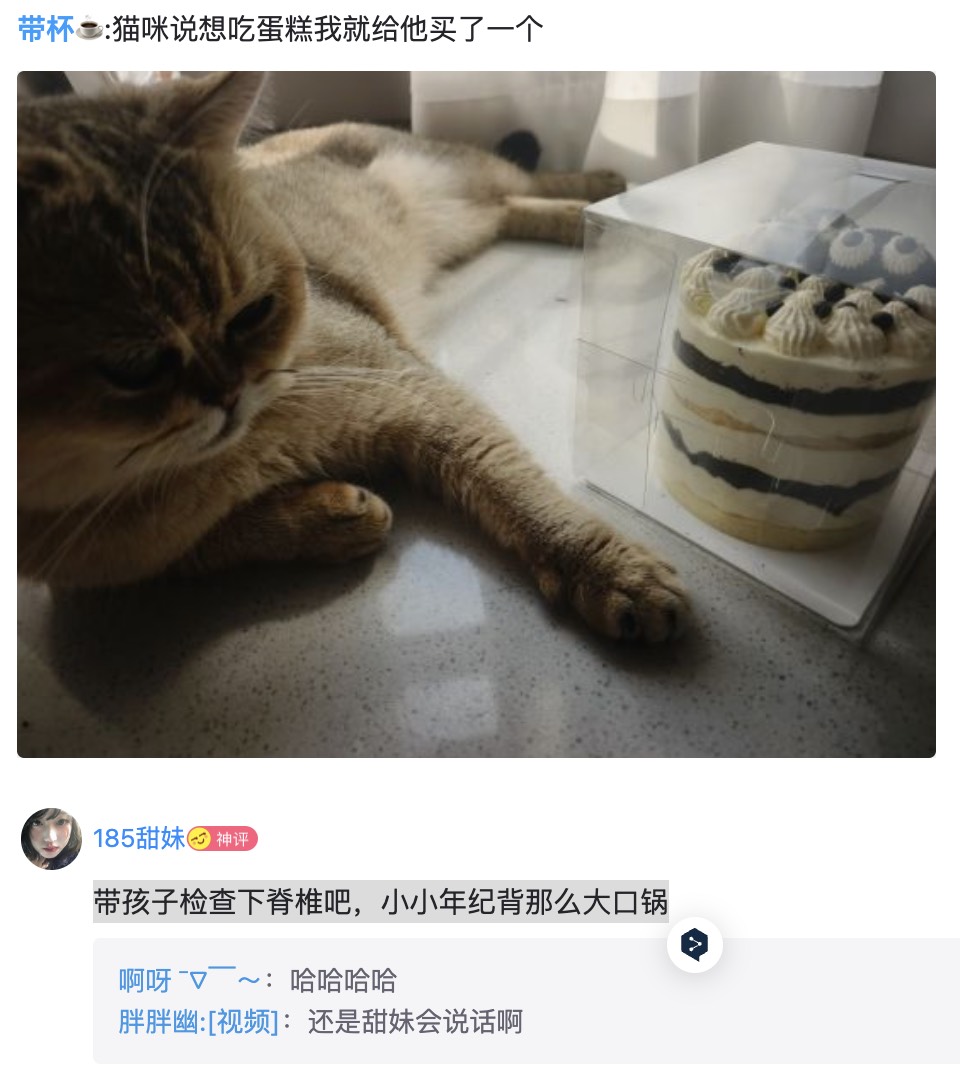 带杯☕:猫咪说想吃蛋糕我就给他买了一个
185甜妹 神评
带孩子检查下脊椎吧，小小年纪背那么大口锅
啊呀 ˉ▽￣～：哈哈哈哈
胖胖幽:[视频]：还是甜妹会说话啊